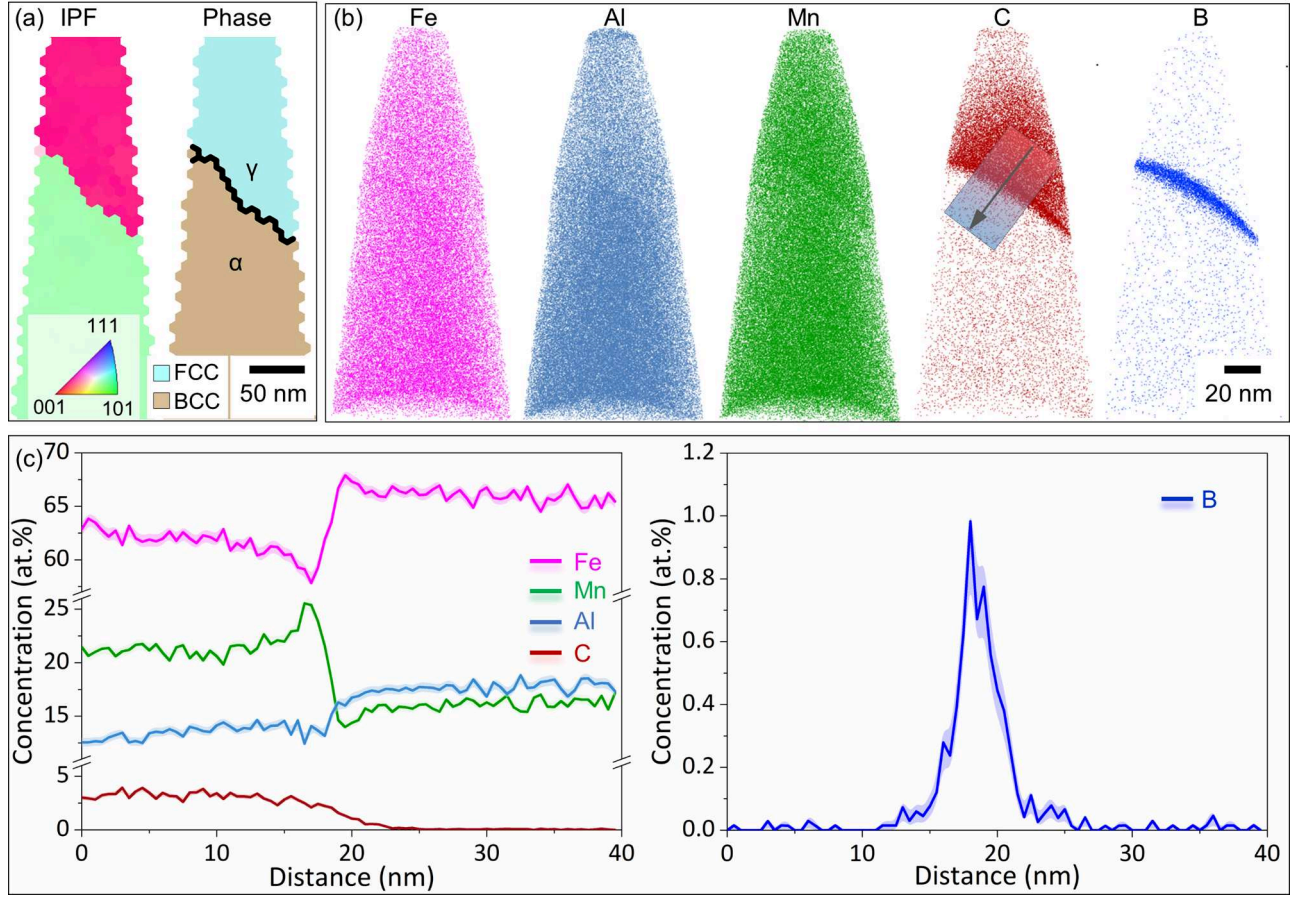 (a) IPF Phase
γ
α
111
001 101
FCC
BCC
50 nm
(b) Fe Al Mn C B
20 nm
(c)
70
65
60
25
20
15
5
0
Concentration (at.%)
Fe
Mn
Al
C
0 10 20 30 40
Distance (nm)
1.2
1.0
0.8
0.6
0.4
0.2
0.0
Concentration (at.%)
B
0 10 20 30 40
Distance (nm)